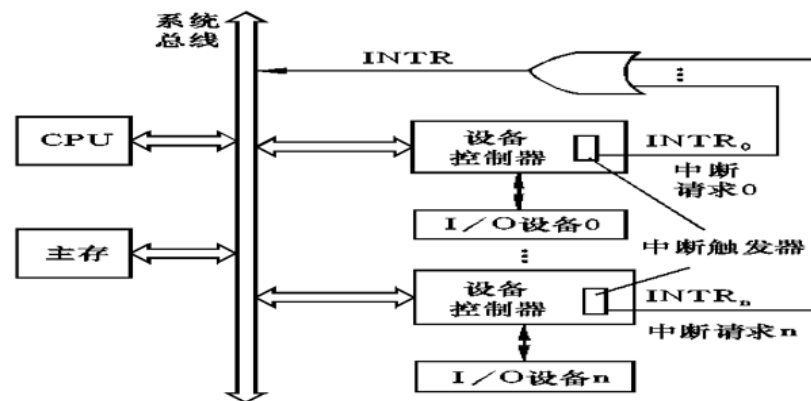 系统
总线
INTR
⋯
CPU
设备
控制器
INTR₀
中断
请求0
I/O设备0
主存
⋯
中断触发器
设备
控制器
INTRₙ
中断请求n
I/O设备n